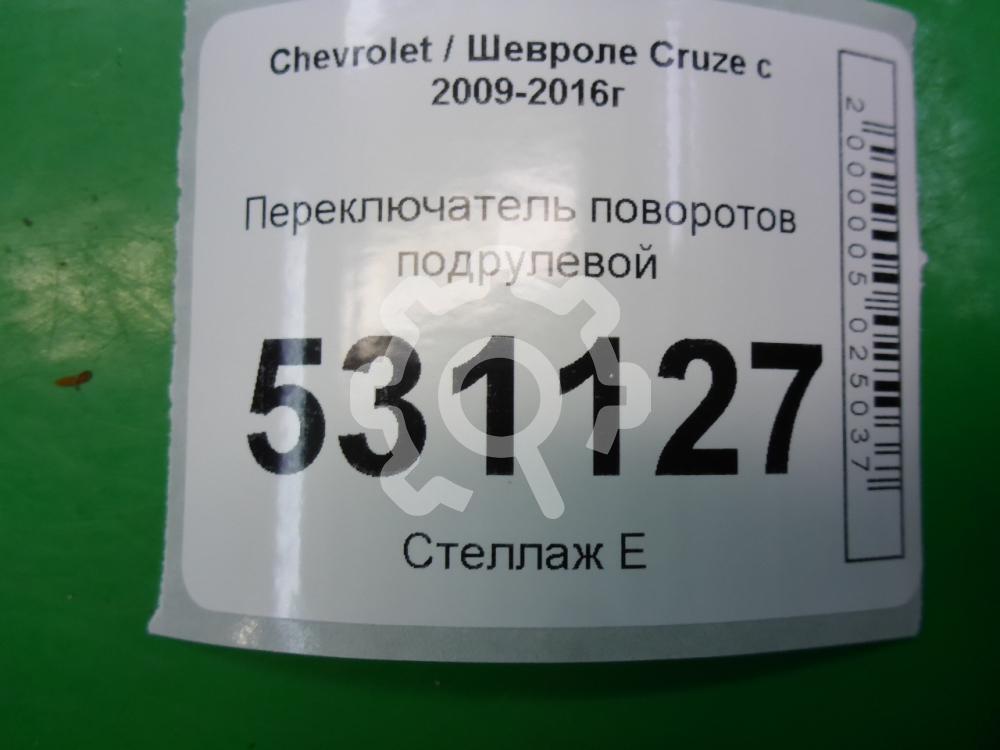 Chevrolet / Шевроле Cruze с
2009-2016г
Переключатель поворотов
подрулевой
531127
Стеллаж Е
2000005025037